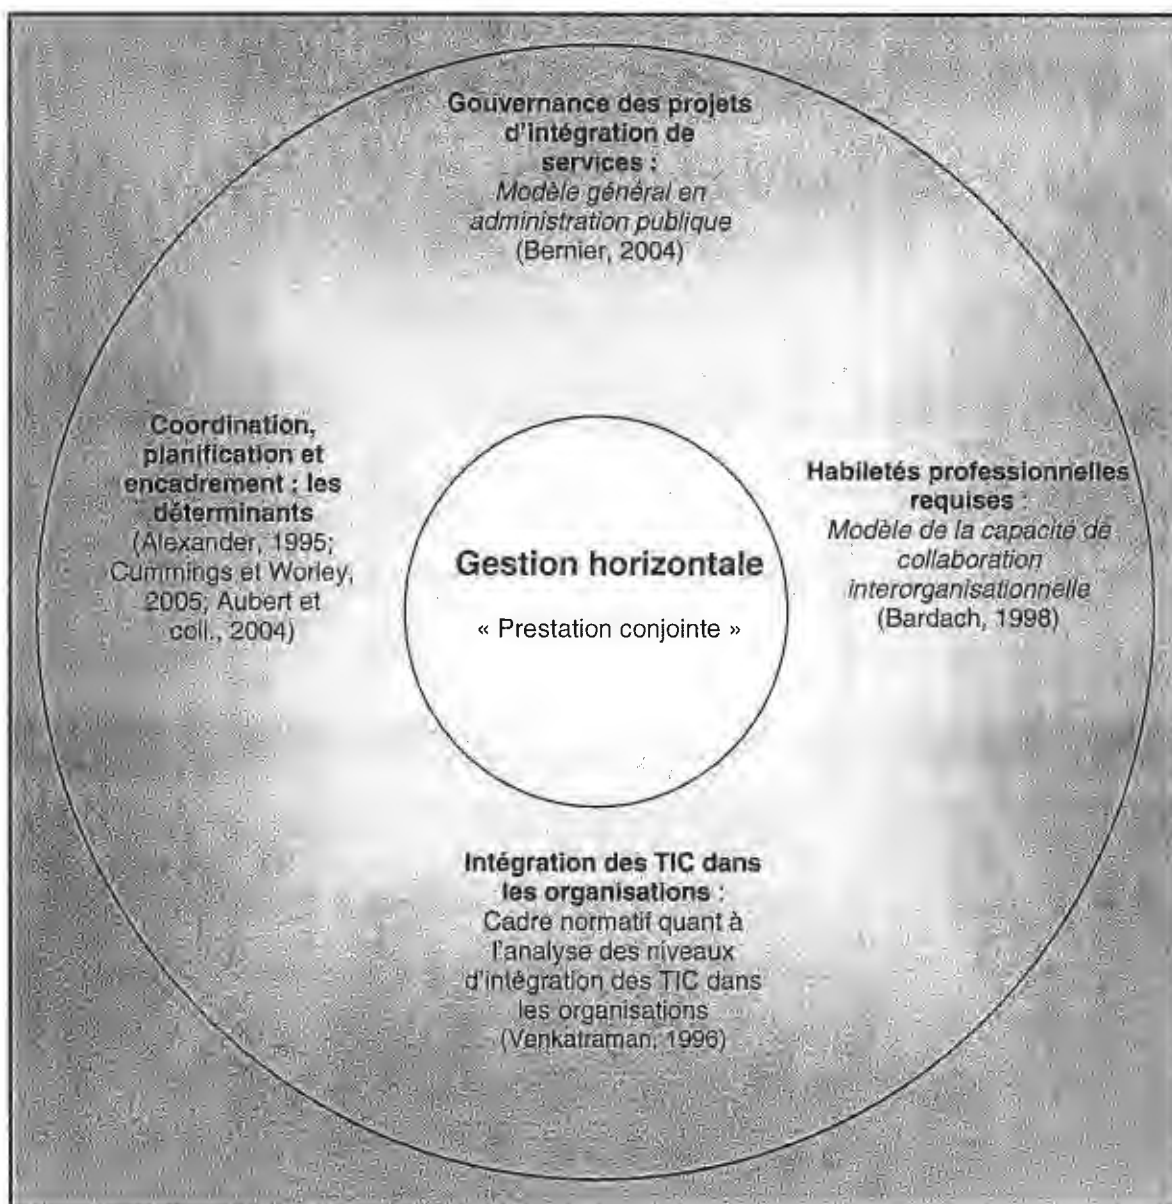 Gouvernance des projets
d'intégration de
services :
Modèle général en
administration publique
(Bernier, 2004)
Coordination,
planification et
encadrement : les
déterminants
(Alexander, 1995;
Cummings et Worley,
2005; Aubert et
coll., 2004)
Gestion horizontale
« Prestation conjointe »
Habiletés professionnelles
requises :
Modèle de la capacité de
collaboration
interorganisationnelle
(Bardach, 1998)
Intégration des TIC dans
les organisations :
Cadre normatif quant à
l'analyse des niveaux
d'intégration des TIC dans
les organisations
(Venkatraman, 1996)